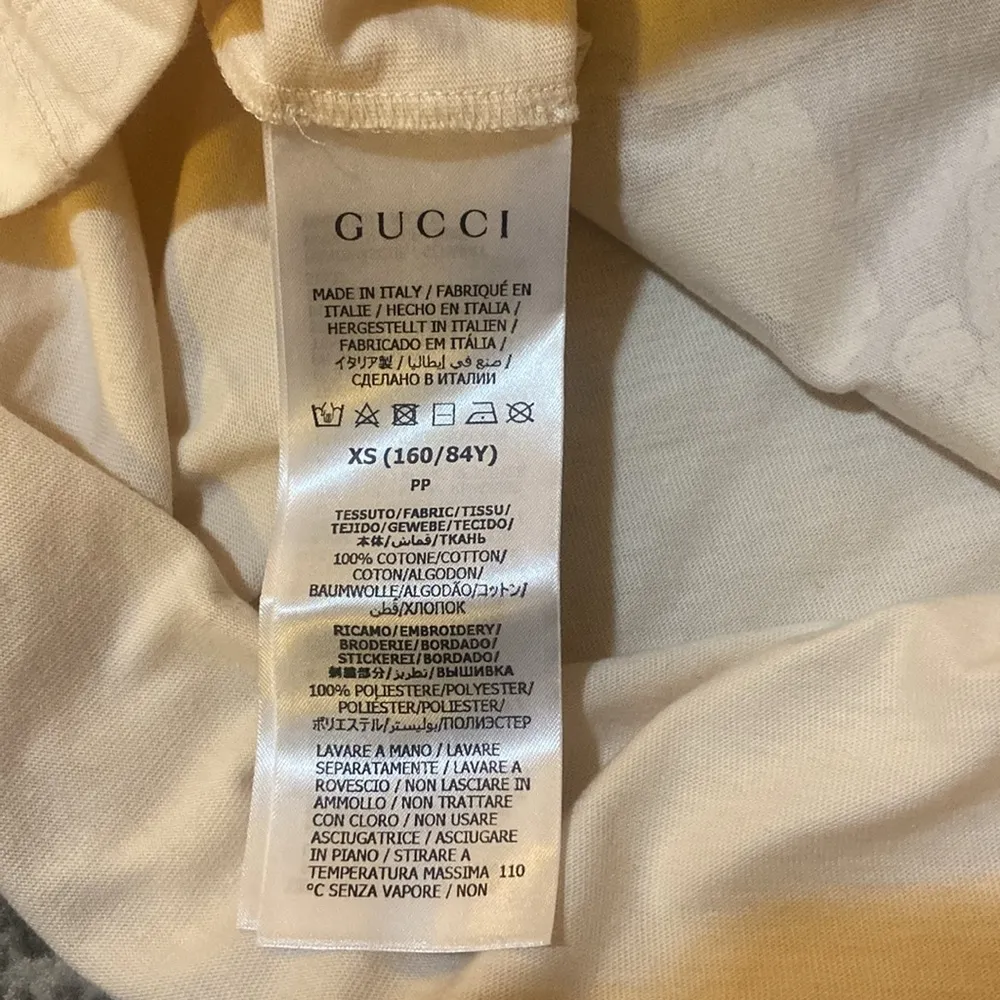 GUCCI
MADE IN ITALY / FABRIQUÉ EN
ITALIE / HECHO EN ITALIA /
HERGESTELLT IN ITALIEN /
FABRICADO EM ITÁLIA /
イタリア製 / صنع في إيطاليا /
СДЕЛАНО В ИТАЛИИ
XS (160/84Y)
PP
TESSUTO/FABRIC/TISSU/
TEJIDO/GEWEBE/TECIDO/
本体/قماش/ТКАНЬ
100% COTONE/COTTON/
COTON/ALGODON/
BAUMWOLLE/ALGODÃO/コットン/
قطن/ХЛОПОК
RICAMO/EMBROIDERY/
BRODERIE/BORDADO/
STICKEREI/BORDADO/
刺繍部分/تطريز/ВЫШИВКА
100% POLIESTERE/POLYESTER/
POLIÉSTER/POLIESTER/
ポリエステル/بوليستر/ПОЛИЭСТЕР
LAVARE A MANO / LAVARE
SEPARATAMENTE / LAVARE A
ROVESCIO / NON LASCIARE IN
AMMOLLO / NON TRATTARE
CON CLORO / NON USARE
ASCIUGATRICE / ASCIUGARE
IN PIANO / STIRARE A
TEMPERATURA MASSIMA 110
°C SENZA VAPORE / NON